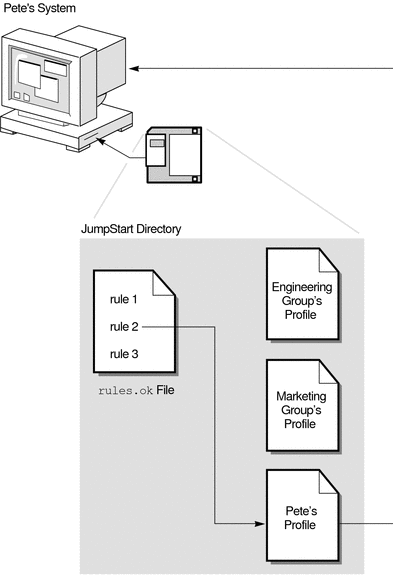 Pete's System
JumpStart Directory
rule 1
rule 2
rule 3
rules.ok File
Engineering
Group's
Profile
Marketing
Group's
Profile
Pete's
Profile